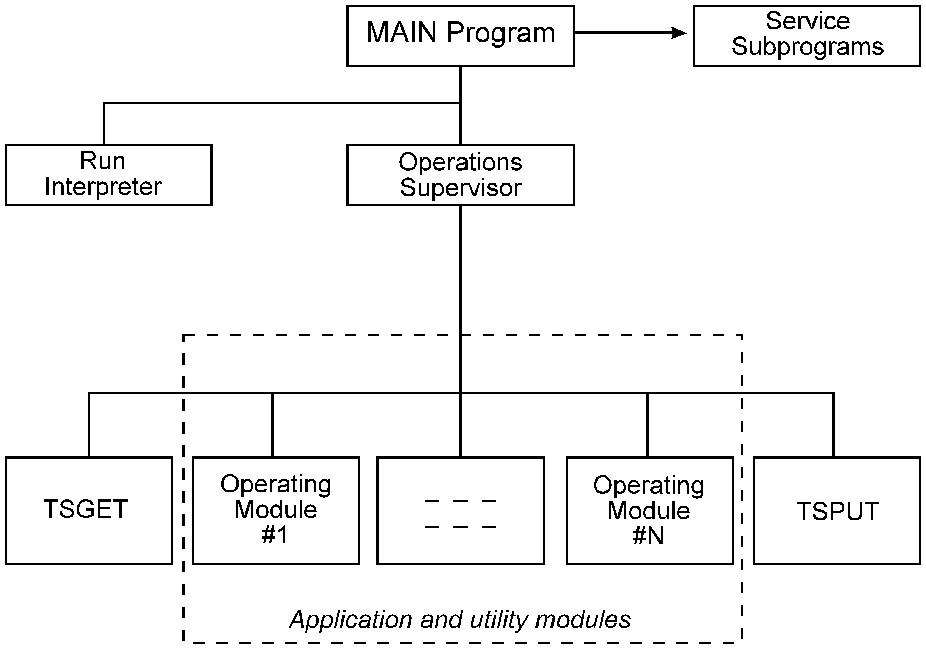 MAIN Program
Service
Subprograms
Run
Interpreter
Operations
Supervisor
TSGET
Operating
Module
#1
– – –
– – –
Operating
Module
#N
TSPUT
Application and utility modules